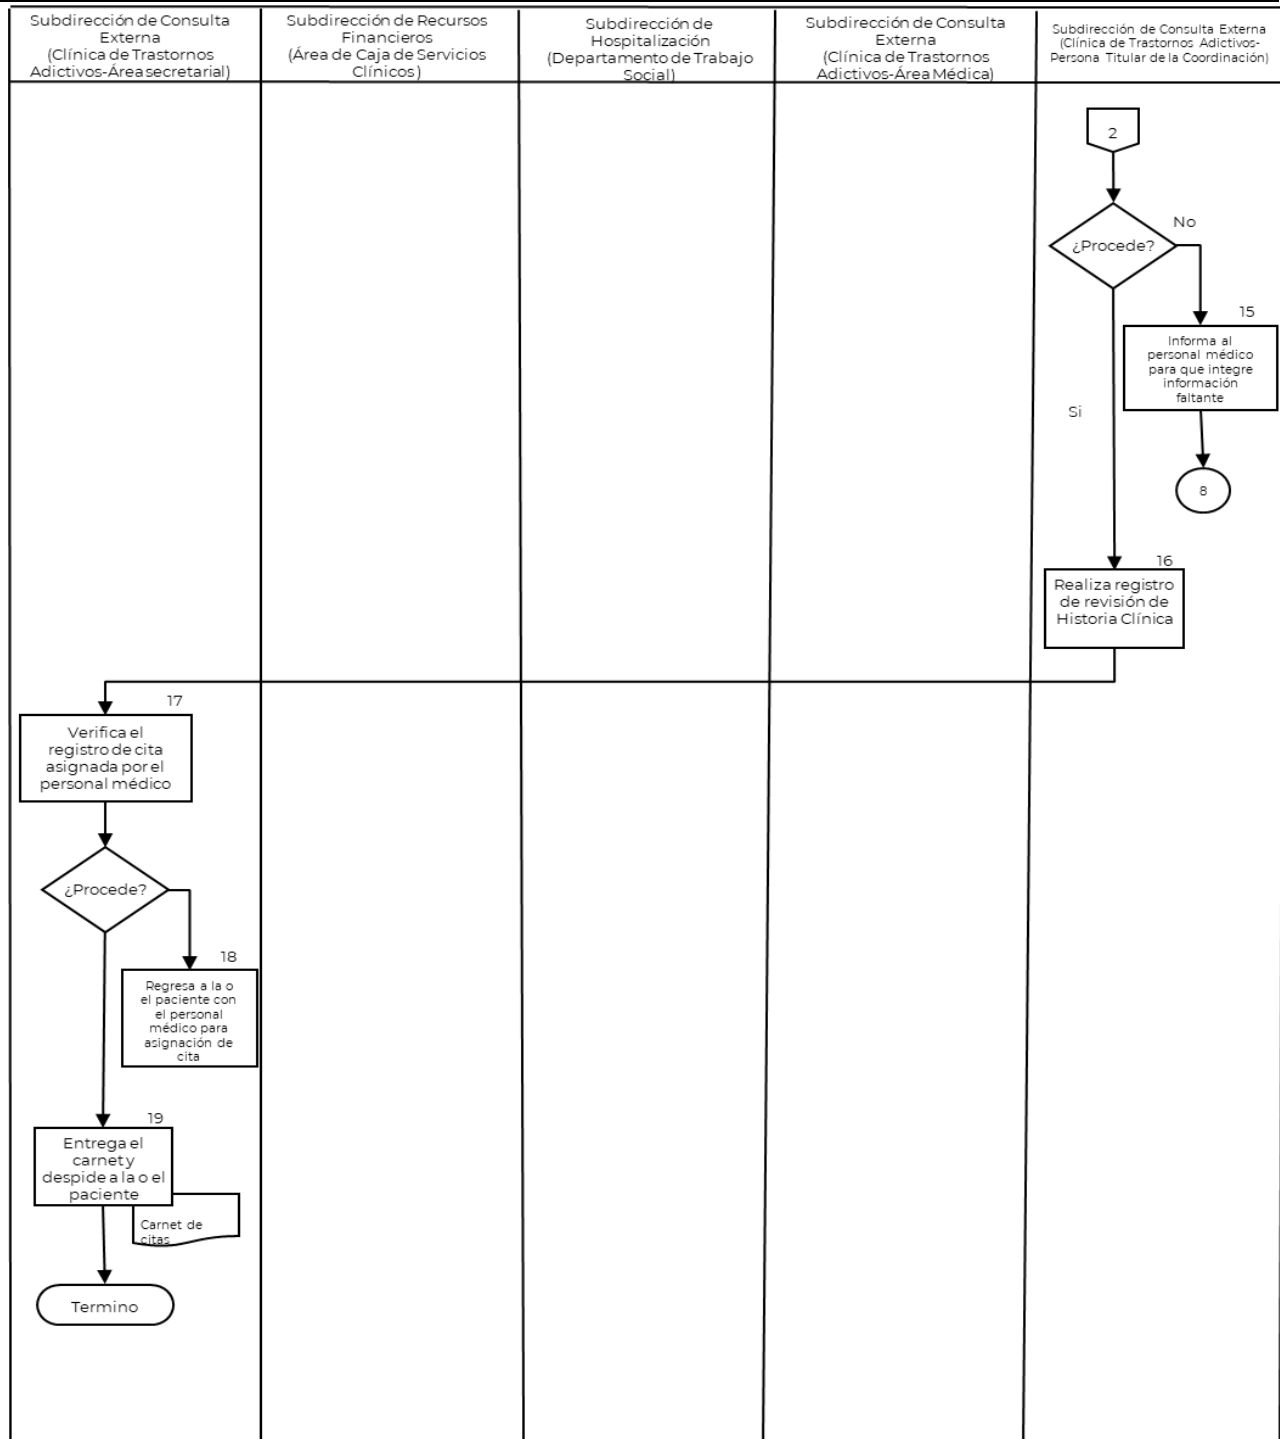 Subdirección de Consulta
Externa
(Clínica de Trastornos
Adictivos-Área secretarial)
Subdirección de Recursos
Financieros
(Área de Caja de Servicios
Clínicos)
Subdirección de
Hospitalización
(Departamento de Trabajo
Social)
Subdirección de Consulta
Externa
(Clínica de Trastornos
Adictivos-Área Médica)
Subdirección de Consulta Externa
(Clínica de Trastornos Adictivos-
Persona Titular de la Coordinación)
2
¿Procede?
No
15
Informa al
personal médico
para que integre
información
faltante
Si
8
16
Realiza registro
de revisión de
Historia Clínica
17
Verifica el
registro de cita
asignada por el
personal médico
¿Procede?
18
Regresa a la o
el paciente con
el personal
médico para
asignación de
cita
19
Entrega el
carnet y
despide a la o el
paciente
Carnet de
citas
Termino